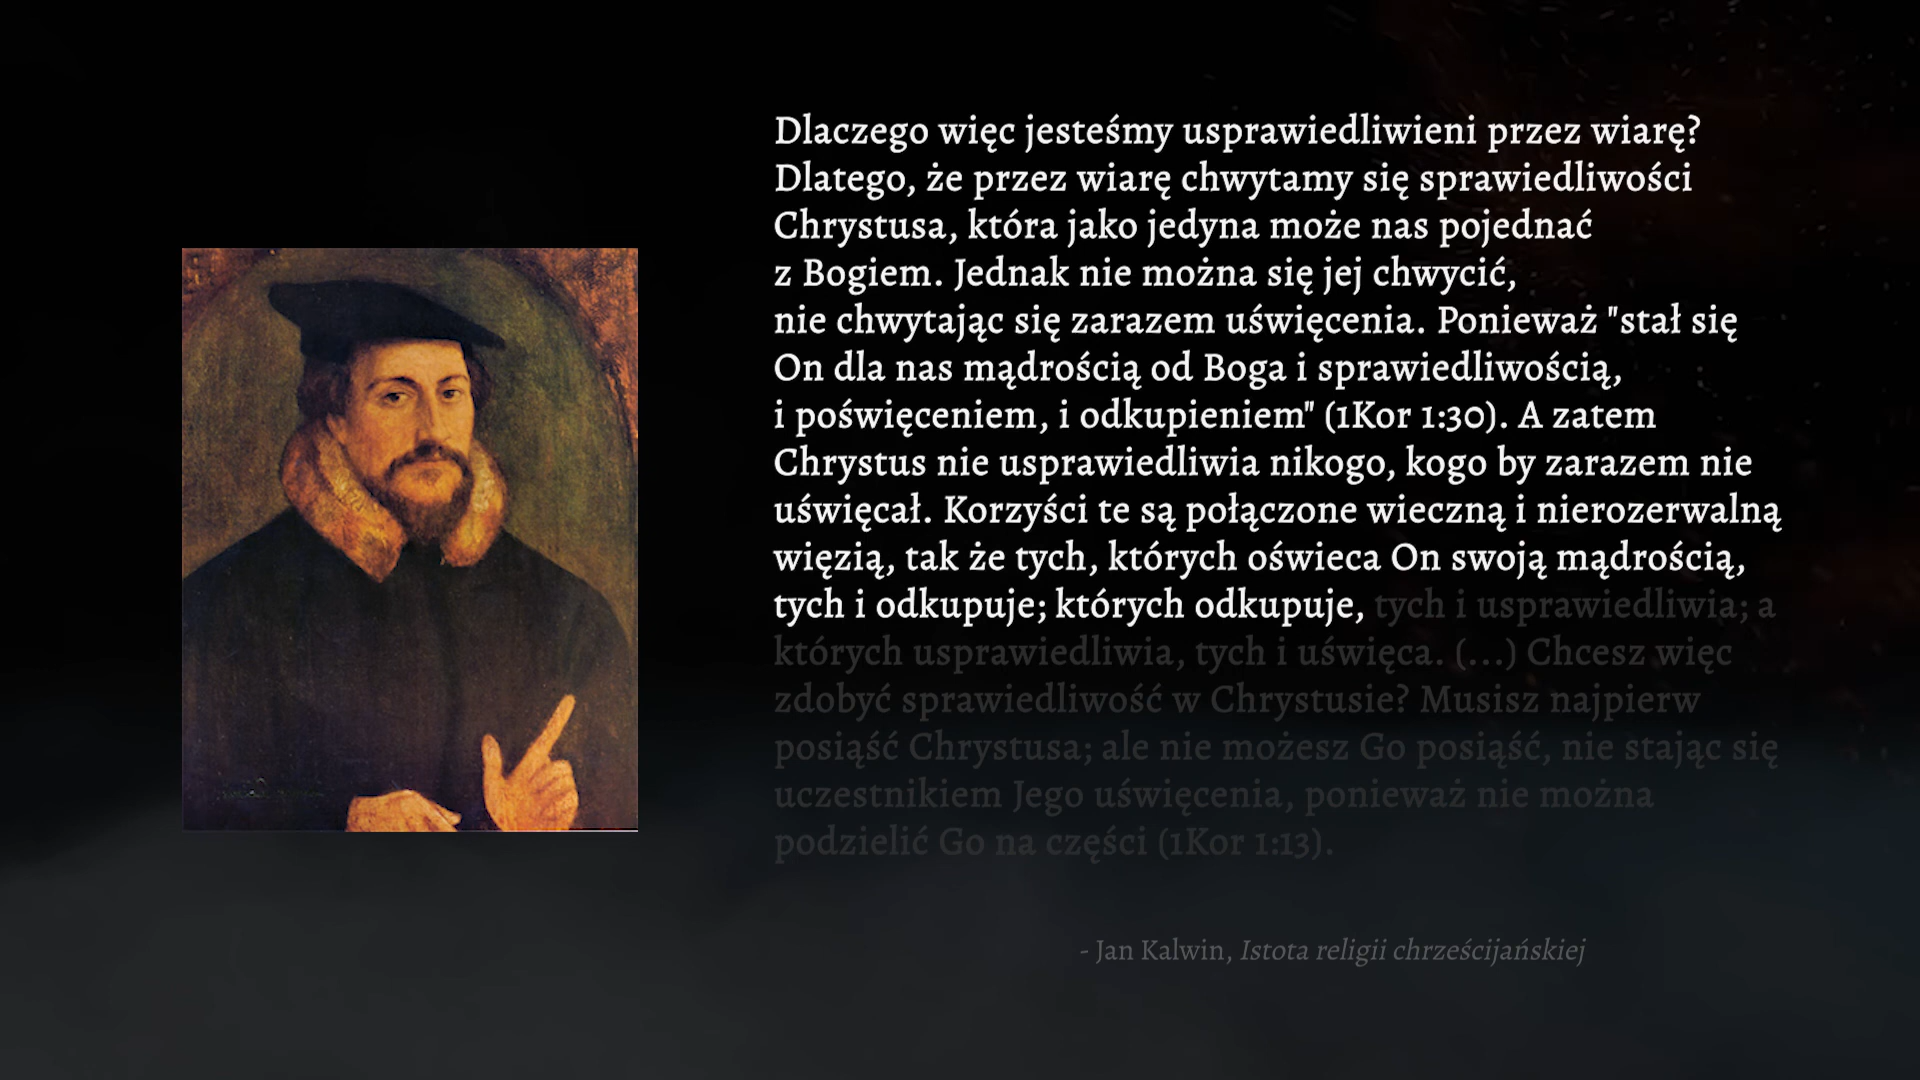 Dlaczego więc jesteśmy usprawiedliwieni przez wiarę?
Dlatego, że przez wiarę chwytamy się sprawiedliwości
Chrystusa, która jako jedyna może nas pojednać
z Bogiem. Jednak nie można się jej chwycić,
nie chwytając się zarazem uświęcenia. Ponieważ "stał się
On dla nas mądrością od Boga i sprawiedliwością,
i poświęceniem, i odkupieniem" (1Kor 1:30). A zatem
Chrystus nie usprawiedliwia nikogo, kogo by zarazem nie
uświęcał. Korzyści te są połączone wieczną i nierozerwalną
więzią, tak że tych, których oświeca On swoją mądrością,
tych i odkupuje; których odkupuje, tych i usprawiedliwia; a
których usprawiedliwia, tych i uświęca. (...) Chcesz więc
zdobyć sprawiedliwość w Chrystusie? Musisz najpierw
posiąść Chrystusa; ale nie możesz Go posiąść, nie stając się
uczestnikiem Jego uświęcenia, ponieważ nie można
podzielić Go na części (1Kor 1:13).
- Jan Kalwin, Istota religii chrześcijańskiej